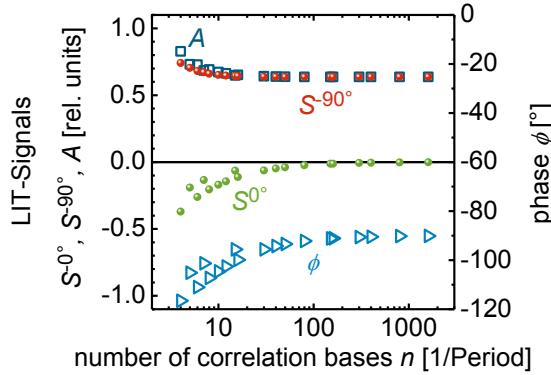 LIT-Signals
S⁻⁰°, S⁻⁹⁰°, A [rel. units]
1.0
0.5
0.0
-0.5
-1.0
A
S⁻⁹⁰°
S⁰°
ϕ
0
-20
-40
-60
-80
-100
-120
phase ϕ [°]
10 100 1000
number of correlation bases n [1/Period]